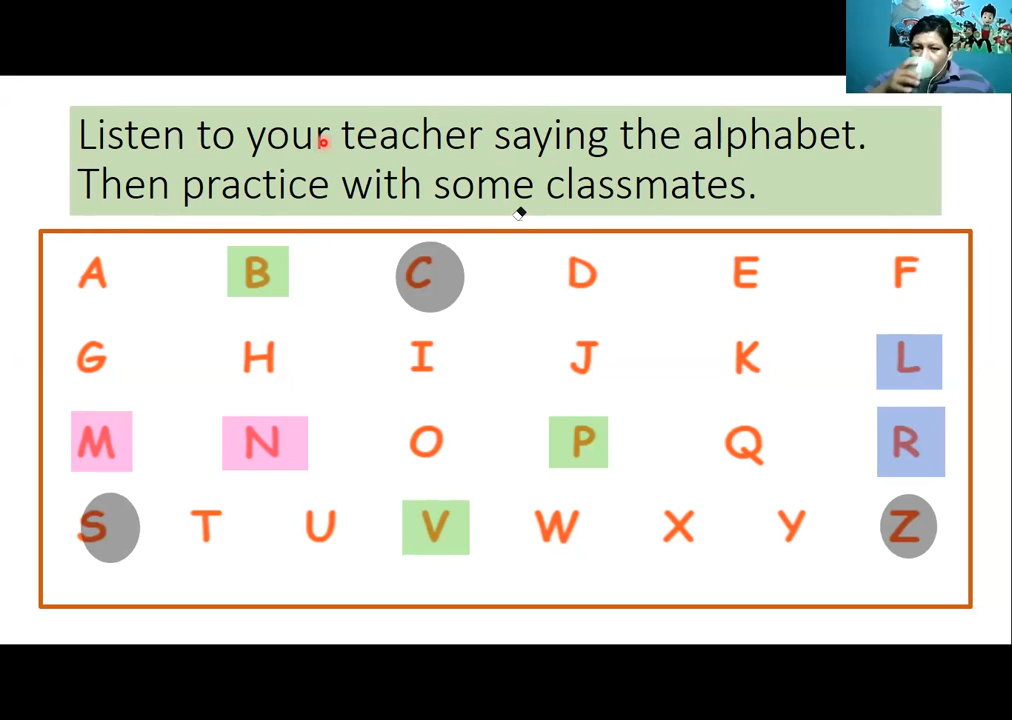 Listen to your teacher saying the alphabet.
Then practice with some classmates.
A B C D E F
G H I J K L
M N O P Q R
S T U V W X Y Z